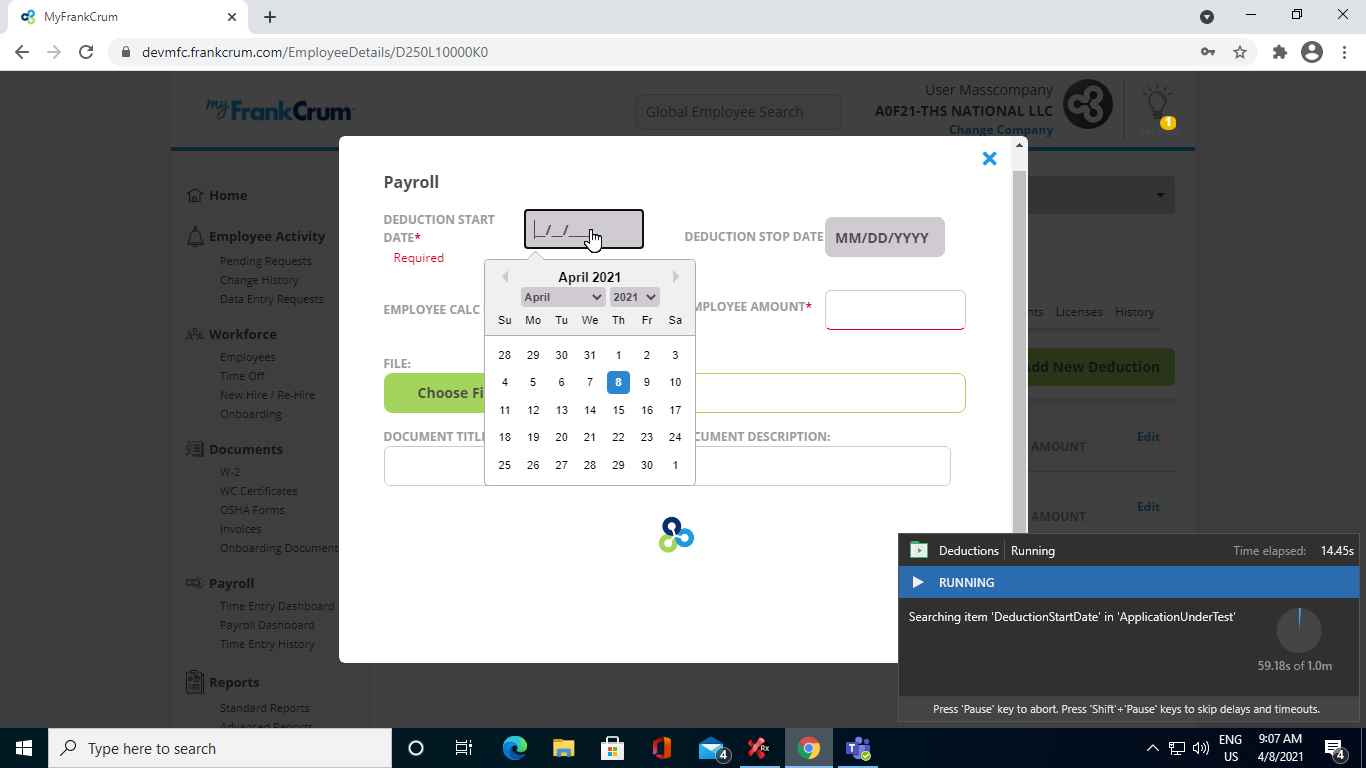 MyFrankCrum
devmfc.frankcrum.com/EmployeeDetails/D250L10000K0
myFrankCrum
Global Employee Search
User Masscompany
A0F21-THS NATIONAL LLC
Change Company
1
Home
Employee Activity
Pending Requests
Change History
Data Entry Requests
Workforce
Employees
Time Off
New Hire / Re-Hire
Onboarding
Documents
W-2
WC Certificates
OSHA Forms
Invoices
Onboarding Document
Payroll
Time Entry Dashboard
Payroll Dashboard
Time Entry History
Reports
Standard Reports
Advanced Reports
Payroll
DEDUCTION START
DATE*
Required
_/_/____
DEDUCTION STOP DATE
MM/DD/YYYY
EMPLOYEE CALC
MPLOYEE AMOUNT*
FILE:
Choose Fi
DOCUMENT TITLE
CUMENT DESCRIPTION:
April 2021
April
2021
Su Mo Tu We Th Fr Sa
28 29 30 31 1 2 3
4 5 6 7 8 9 10
11 12 13 14 15 16 17
18 19 20 21 22 23 24
25 26 27 28 29 30 1
nts Licenses History
dd New Deduction
AMOUNT
Edit
AMOUNT
Edit
Deductions Running
Time elapsed: 14.45s
RUNNING
Searching item 'DeductionStartDate' in 'ApplicationUnderTest'
59.18s of 1.0m
Press 'Pause' key to abort. Press 'Shift'+'Pause' keys to skip delays and timeouts.
Type here to search
4
Rx
ENG
US
9:07 AM
4/8/2021
4